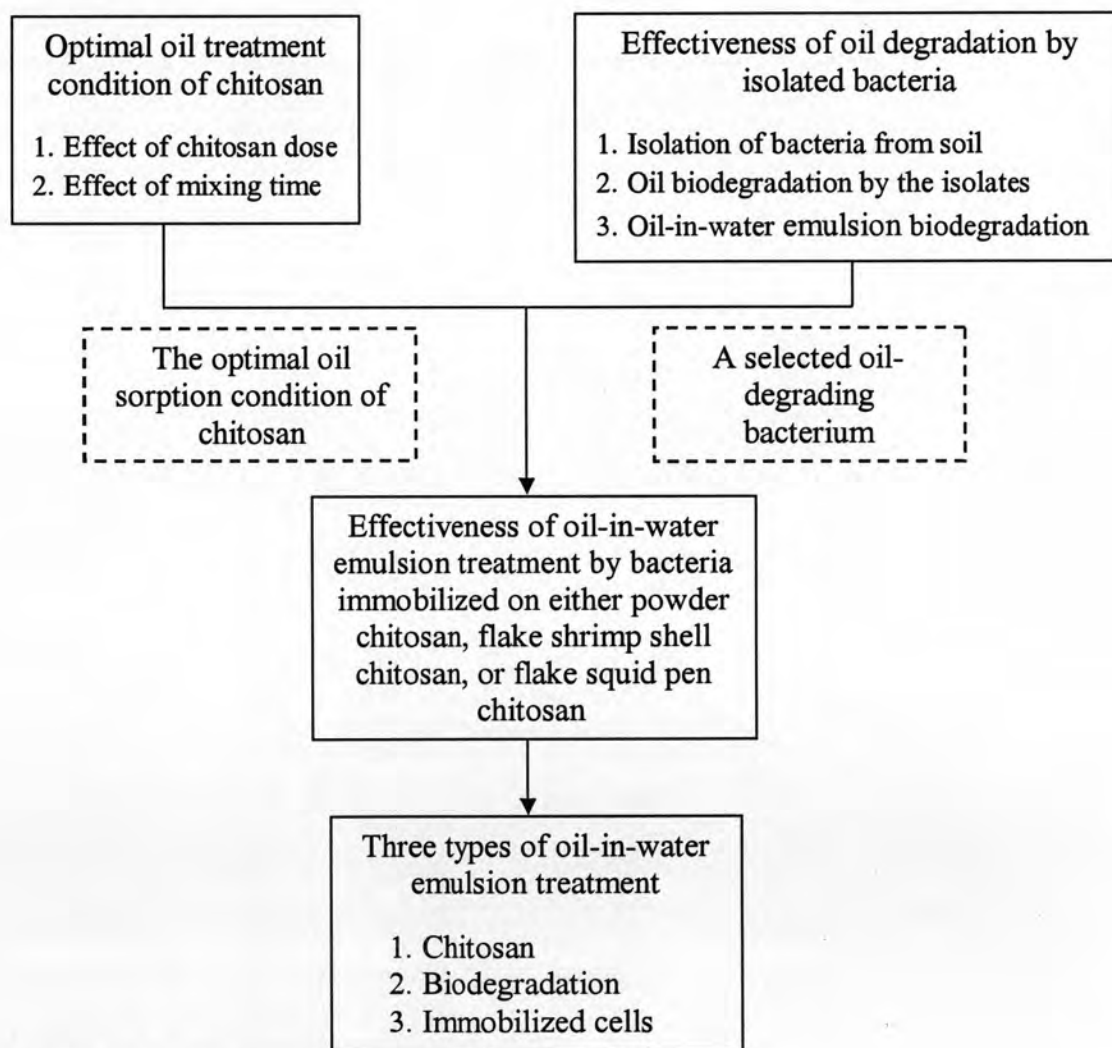 Optimal oil treatment
condition of chitosan
1. Effect of chitosan dose
2. Effect of mixing time
Effectiveness of oil degradation by
isolated bacteria
1. Isolation of bacteria from soil
2. Oil biodegradation by the isolates
3. Oil-in-water emulsion biodegradation
The optimal oil
sorption condition of
chitosan
A selected oil-
degrading
bacterium
Effectiveness of oil-in-water
emulsion treatment by bacteria
immobilized on either powder
chitosan, flake shrimp shell
chitosan, or flake squid pen
chitosan
Three types of oil-in-water
emulsion treatment
1. Chitosan
2. Biodegradation
3. Immobilized cells